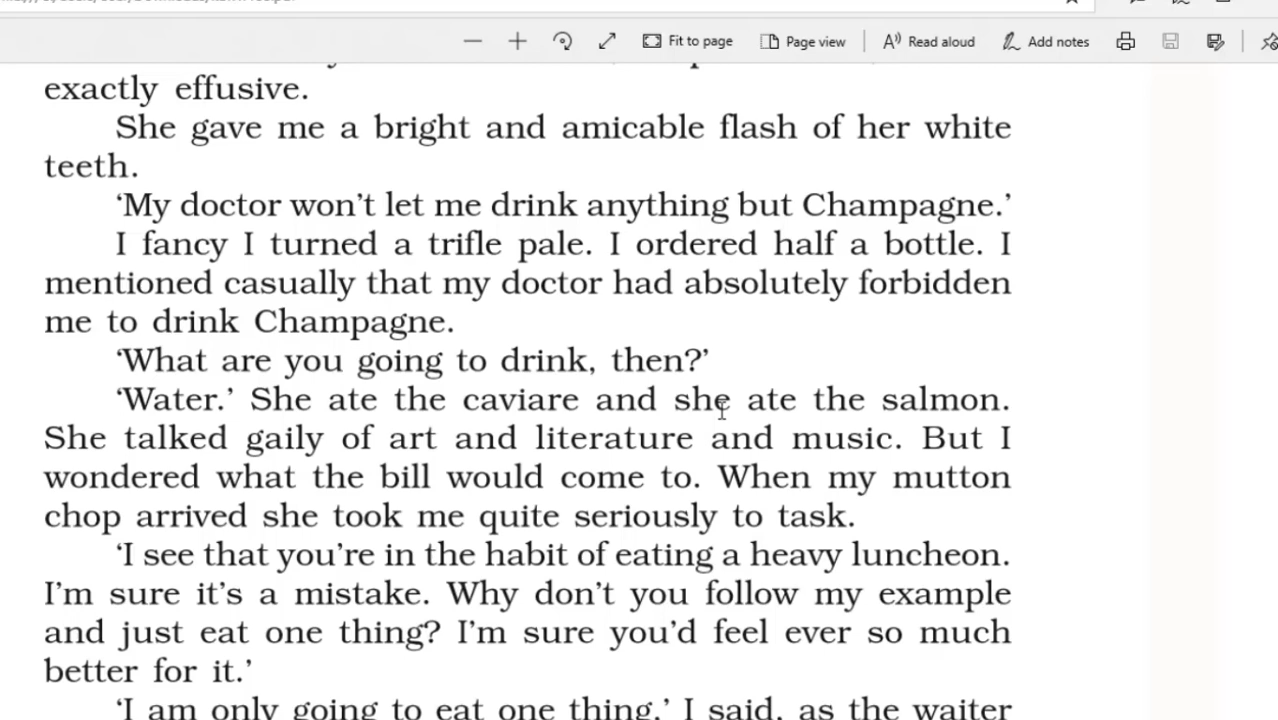 Fit to page Page view Read aloud Add notes
exactly effusive.
She gave me a bright and amicable flash of her white
teeth.
‘My doctor won’t let me drink anything but Champagne.’
I fancy I turned a trifle pale. I ordered half a bottle. I
mentioned casually that my doctor had absolutely forbidden
me to drink Champagne.
‘What are you going to drink, then?’
‘Water.’ She ate the caviare and she ate the salmon.
She talked gaily of art and literature and music. But I
wondered what the bill would come to. When my mutton
chop arrived she took me quite seriously to task.
‘I see that you’re in the habit of eating a heavy luncheon.
I’m sure it’s a mistake. Why don’t you follow my example
and just eat one thing? I’m sure you’d feel ever so much
better for it.’
‘I am only going to eat one thing,’ I said, as the waiter